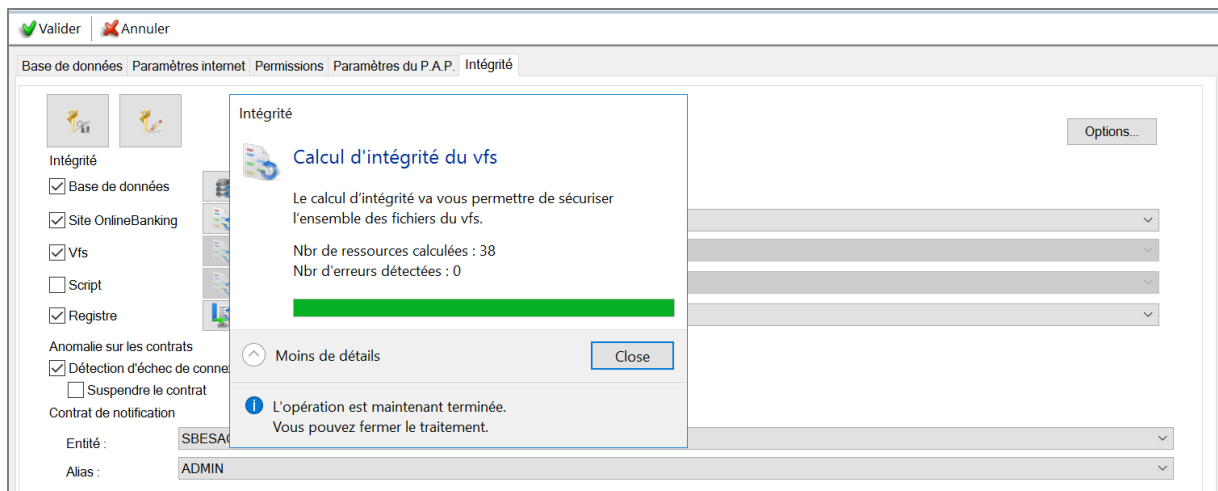 Valider Annuler
Base de données Paramètres internet Permissions Paramètres du P.A.P. Intégrité
Intégrité
Calcul d'intégrité du vfs
Le calcul d’intégrité va vous permettre de sécuriser
l’ensemble des fichiers du vfs.
Nbr de ressources calculées : 38
Nbr d'erreurs détectées : 0
Moins de détails Close
L'opération est maintenant terminée.
Vous pouvez fermer le traitement.
Options...
Intégrité
Base de données
Site OnlineBanking
Vfs
Script
Registre
Anomalie sur les contrats
Détection d'échec de
Suspendre le contrat
Contrat de notification
Entité :
Alias : ADMIN